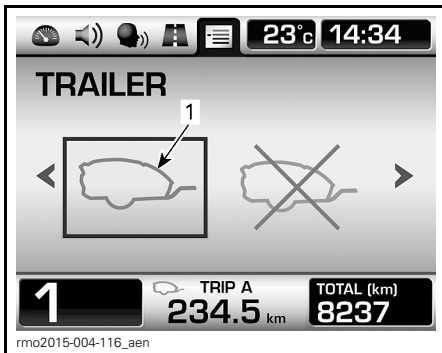 23°c 14:34
TRAILER
1
1 TRIP A 234.5 km
TOTAL (km)
8237
rmo2015-004-116_aen